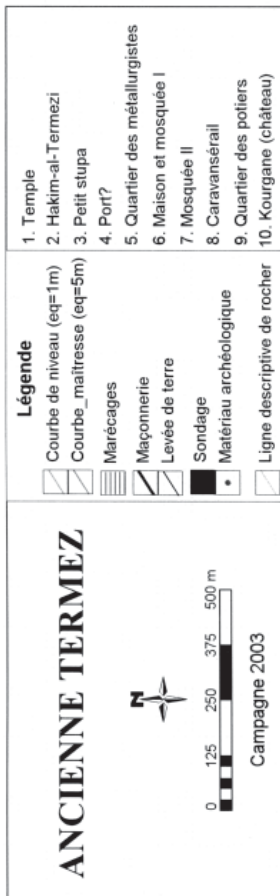 ANCIENNE TERMEZ
N
0 125 250 375 500 m
Campagne 2003
Légende
Courbe de niveau (eq=1m)
Courbe_maîtresse (eq=5m)
Marécages
Maçonnerie
Levée de terre
Sondage
Matériau archéologique
Ligne descriptive de rocher
1. Temple
2. Hakim-al-Termezi
3. Petit stupa
4. Port?
5. Quartier des métallurgistes
6. Maison et mosquée I
7. Mosquée II
8. Caravansérail
9. Quartier des potiers
10. Kourgane (château)